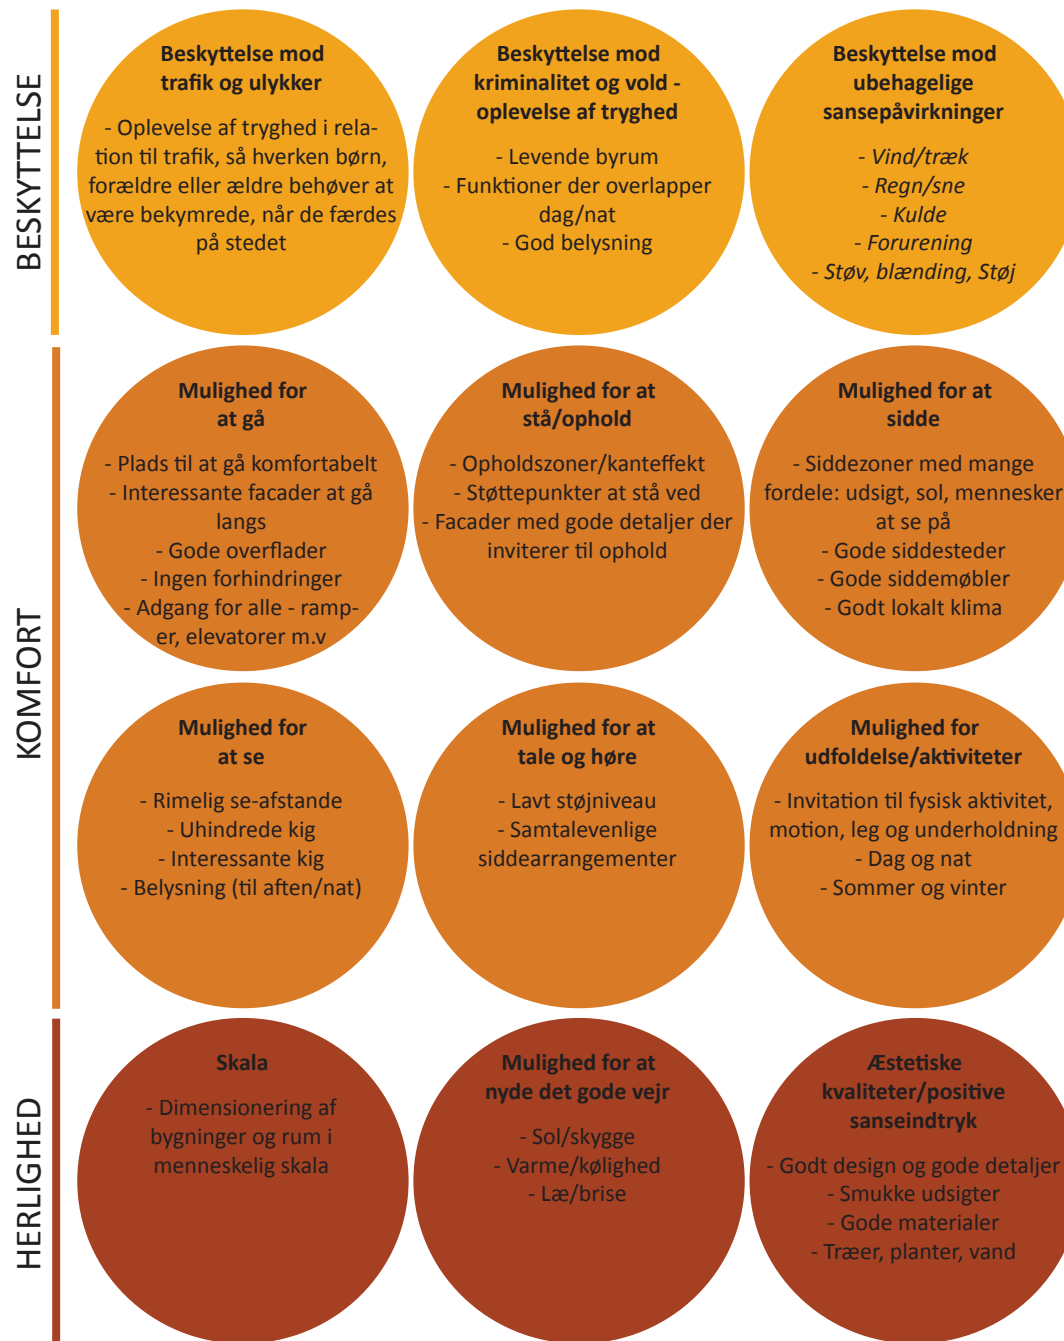 BESKYTTELSE
Beskyttelse mod
trafik og ulykker
- Oplevelse af tryghed i rela-
tion til trafik, så hverken børn,
forældre eller ældre behøver at
være bekymrede, når de færdes
på stedet
Beskyttelse mod
kriminalitet og vold -
oplevelse af tryghed
- Levende byrum
- Funktioner der overlapper
dag/nat
- God belysning
Beskyttelse mod
ubehagelige
sansepåvirkninger
- Vind/træk
- Regn/sne
- Kulde
- Forurening
- Støv, blænding, Støj
KOMFORT
Mulighed for
at gå
- Plads til at gå komfortabelt
- Interessante facader at gå
langs
- Gode overflader
- Ingen forhindringer
- Adgang for alle - ramp-
er, elevatorer m.v
Mulighed for at
stå/ophold
- Opholdszoner/kanteffekt
- Støttepunkter at stå ved
- Facader med gode detaljer der
inviterer til ophold
Mulighed for at
sidde
- Siddezoner med mange
fordele: udsigt, sol, mennesker
at se på
- Gode siddesteder
- Gode siddemøbler
- Godt lokalt klima
Mulighed for
at se
- Rimelig se-afstande
- Uhindrede kig
- Interessante kig
- Belysning (til aften/nat)
Mulighed for at
tale og høre
- Lavt støjniveau
- Samtalevenlige
siddearrangementer
Mulighed for
udfoldelse/aktiviteter
- Invitation til fysisk aktivitet,
motion, leg og underholdning
- Dag og nat
- Sommer og vinter
HERLIGHED
Skala
- Dimensionering af
bygninger og rum i
menneskelig skala
Mulighed for at
nyde det gode vejr
- Sol/skygge
- Varme/kølighed
- Læ/brise
Æstetiske
kvaliteter/positive
sanseindtryk
- Godt design og gode detaljer
- Smukke udsigter
- Gode materialer
- Træer, planter, vand